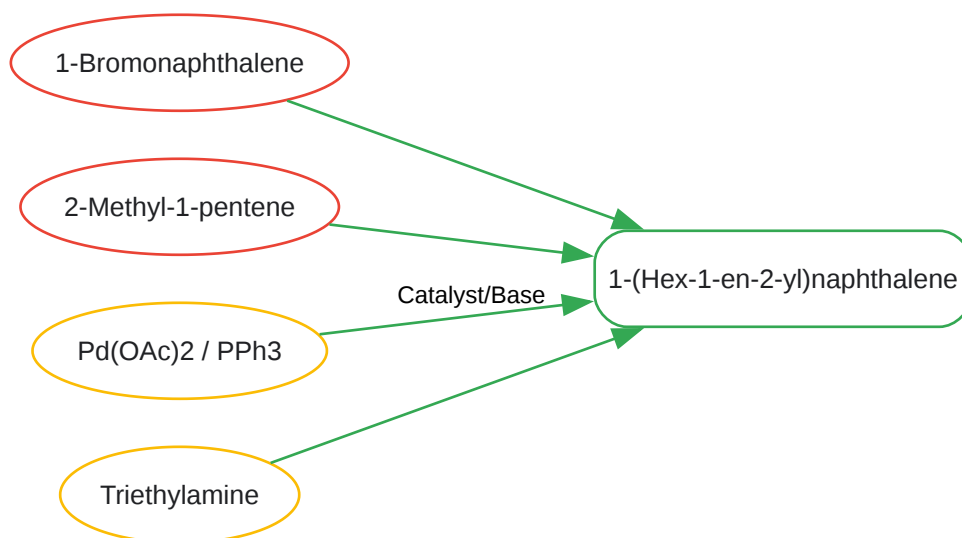 1-Bromonaphthalene
2-Methyl-1-pentene
1-(Hex-1-en-2-yl)naphthalene
Catalyst/Base
Pd(OAc)2 / PPh3
Triethylamine